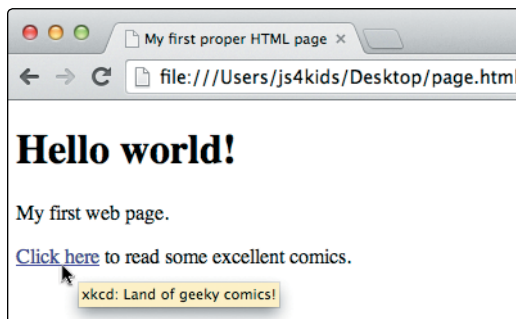 My first proper HTML page
file:///Users/js4kids/Desktop/page.html
Hello world!
My first web page.
Click here to read some excellent comics.
xkcd: Land of geeky comics!